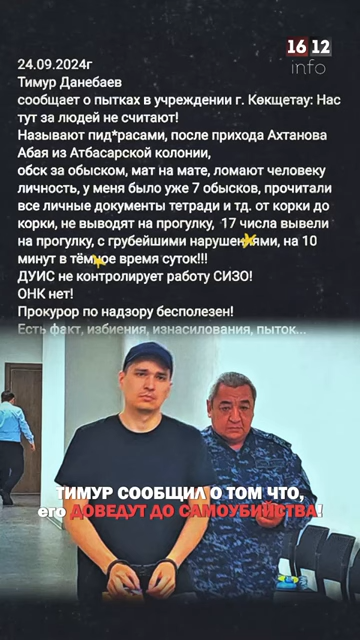 16 12
info
24.09.2024г
Тимур Данебаев
сообщает о пытках в учреждении г. Көкщетау: Нас
тут за людей не считают!
Называют пид*расами, после прихода Ахтанова
Абая из Атбасарской колонии,
обск за обыском, мат на мате, ломают человеку
личность, у меня было уже 7 обысков, прочитали
все личные документы тетради и тд. от корки до
корки, не выводят на прогулку, 17 числа вывели
на прогулку, с грубейшими нарушениями, на 10
минут в тёмное время суток!!!
ДУИС не контролирует работу СИЗО!
ОНК нет!
Прокурор по надзору бесполезен!
Есть факт, избиения, изнасилования, пыток...
ТИМУР СООБЩИЛ О ТОМ ЧТО,
его ДОВЕДУТ ДО САМОУБИЙСТВА!